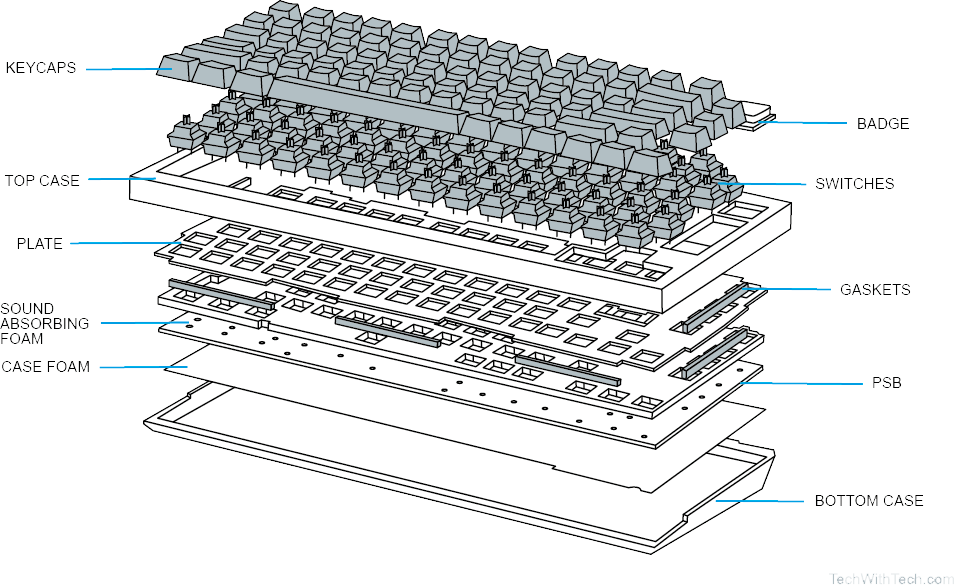 KEYCAPS
BADGE
TOP CASE
SWITCHES
PLATE
GASKETS
SOUND
ABSORBING
FOAM
CASE FOAM
PSB
BOTTOM CASE
TechWithTech.com